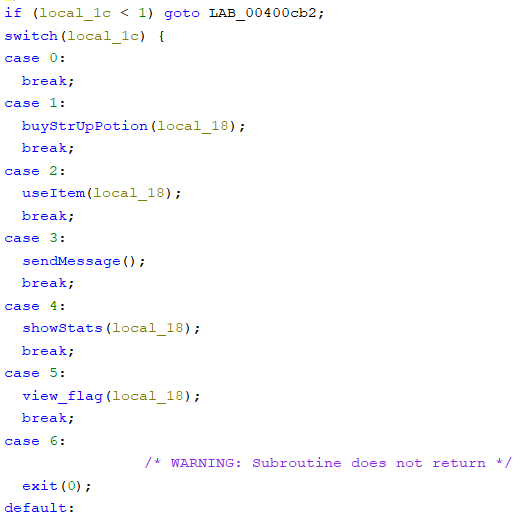 if (local_1c < 1) goto LAB_00400cb2;
switch(local_1c) {
case 0:
  break;
case 1:
  buyStrUpPotion(local_18);
  break;
case 2:
  useItem(local_18);
  break;
case 3:
  sendMessage();
  break;
case 4:
  showStats(local_18);
  break;
case 5:
  view_flag(local_18);
  break;
case 6:
                /* WARNING: Subroutine does not return */
  exit(0);
default: